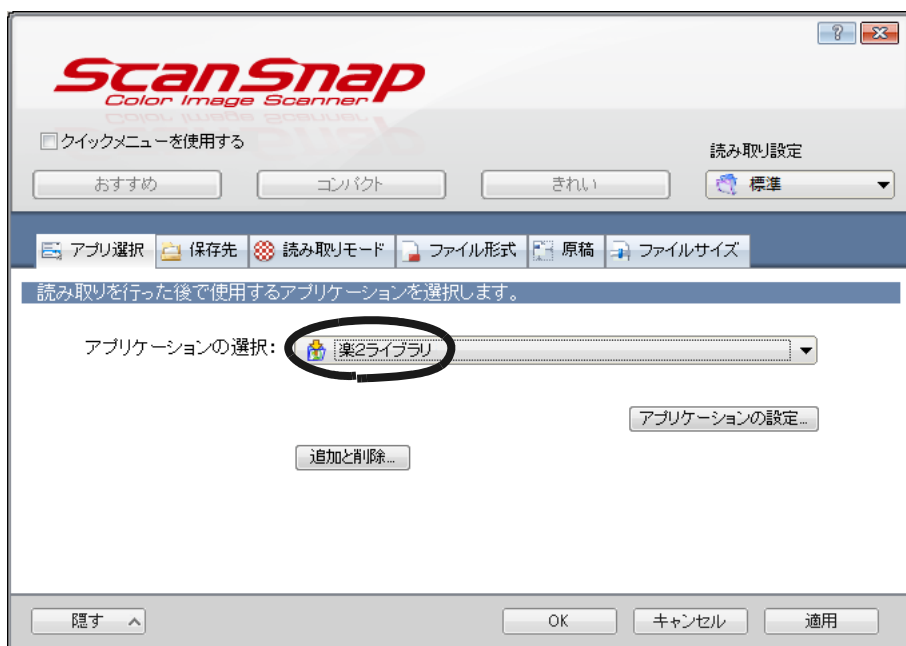 ScanSnap
Color Image Scanner
クイックメニューを使用する
読み取り設定
おすすめ コンパクト きれい 標準
アプリ選択 保存先 読み取りモード ファイル形式 原稿 ファイルサイズ
読み取りを行った後で使用するアプリケーションを選択します。
アプリケーションの選択: 楽2ライブラリ
アプリケーションの設定...
追加と削除...
隠す OK キャンセル 適用